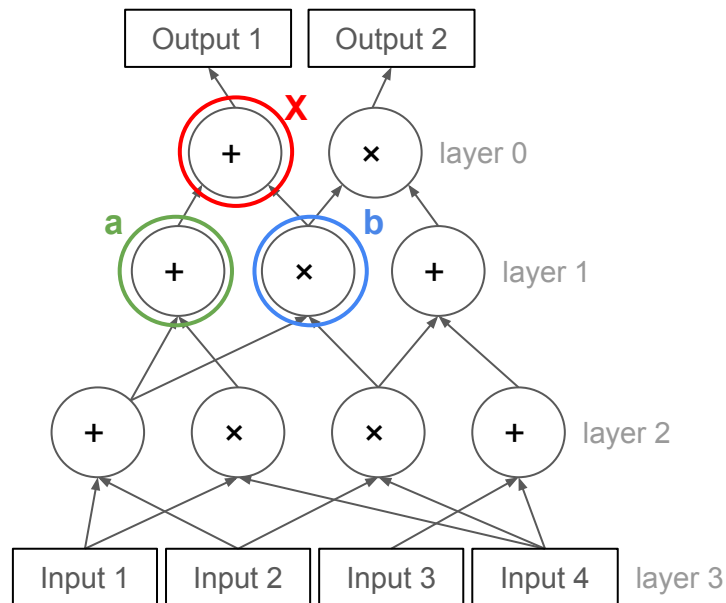 Output 1 Output 2
X
+ × layer 0
a b
+ × + layer 1
+ × × + layer 2
Input 1 Input 2 Input 3 Input 4 layer 3